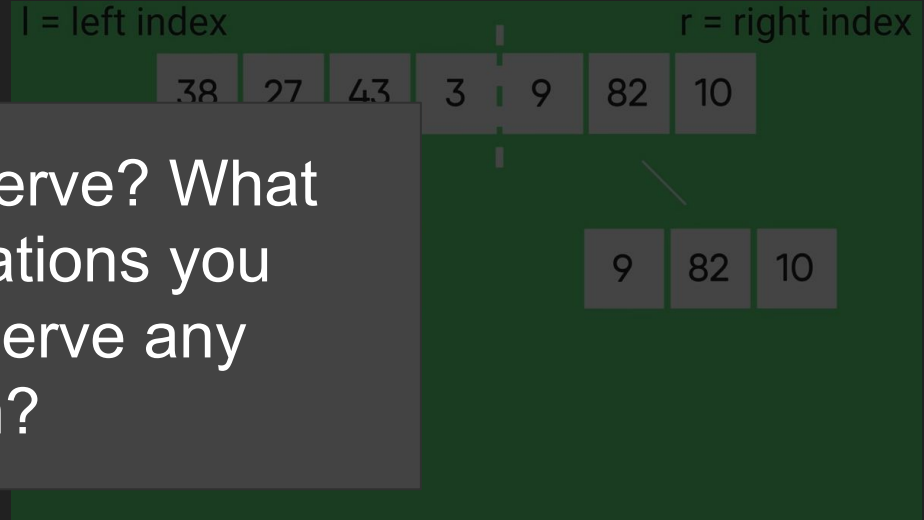 l = left index
r = right index
38 27 43 3 9 82 10
erve? What
ations you
9 82 10
erve any
?